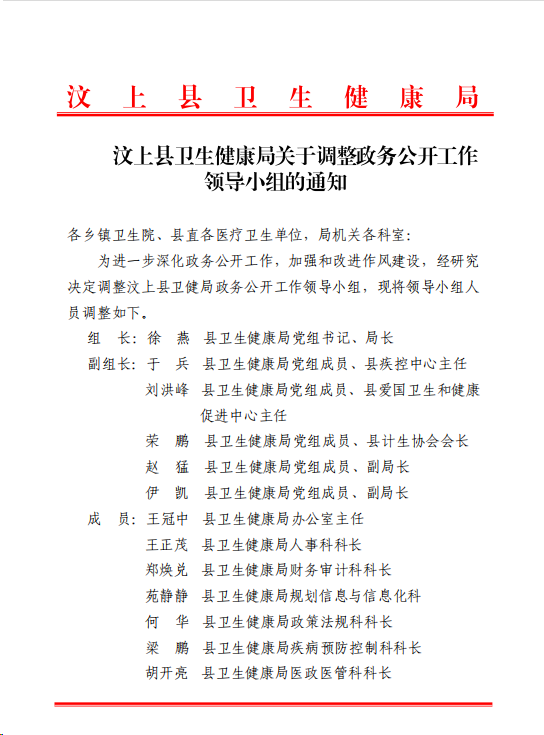 汶上县卫生健康局
汶上县卫生健康局关于调整政务公开工作
领导小组的通知
各乡镇卫生院、县直各医疗卫生单位，局机关各科室：
为进一步深化政务公开工作，加强和改进作风建设，经研究
决定调整汶上县卫健局政务公开工作领导小组，现将领导小组人
员调整如下。
组　长：徐　燕　县卫生健康局党组书记、局长
副组长：于　兵　县卫生健康局党组成员、县疾控中心主任
刘洪峰　县卫生健康局党组成员、县爱国卫生和健康
促进中心主任
荣　鹏　县卫生健康局党组成员、县计生协会会长
赵　猛　县卫生健康局党组成员、副局长
伊　凯　县卫生健康局党组成员、副局长
成　员：王冠中　县卫生健康局办公室主任
王正茂　县卫生健康局人事科科长
郑焕兑　县卫生健康局财务审计科科长
苑静静　县卫生健康局规划信息与信息化科
何　华　县卫生健康局政策法规科科长
梁　鹏　县卫生健康局疾病预防控制科科长
胡开亮　县卫生健康局医政医管科科长